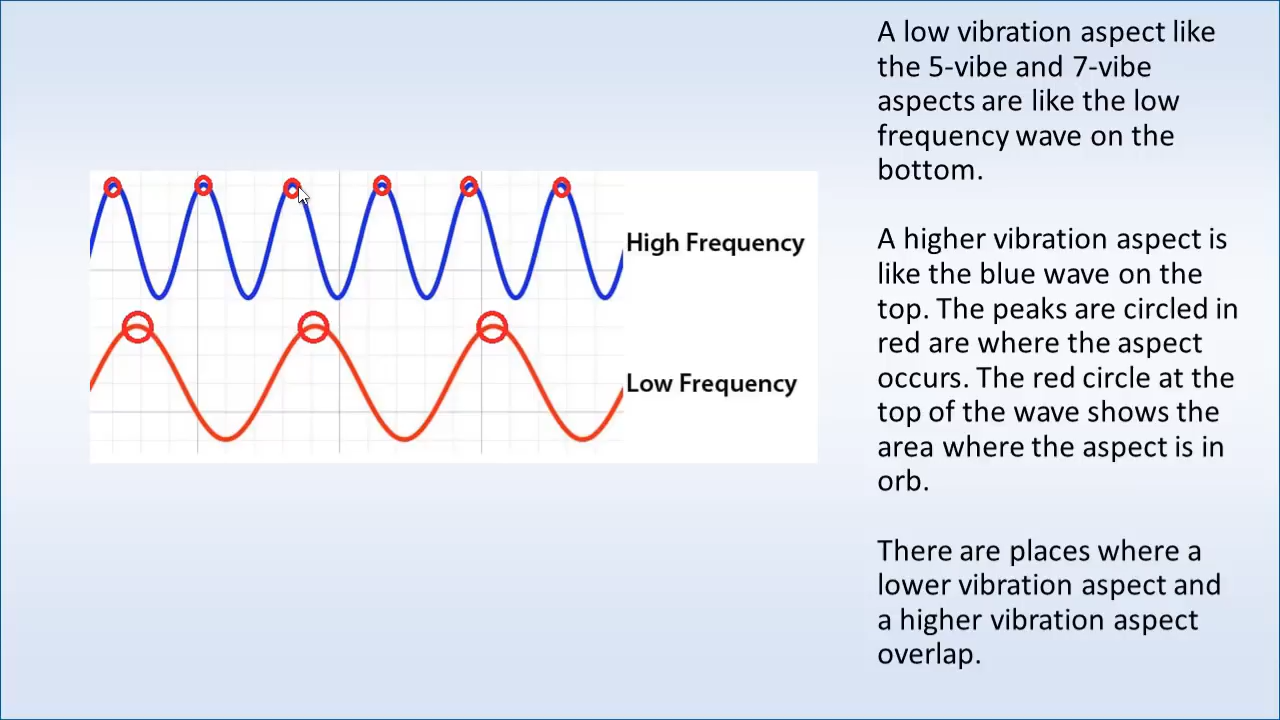 A low vibration aspect like
the 5-vibe and 7-vibe
aspects are like the low
frequency wave on the
bottom.
A higher vibration aspect is
like the blue wave on the
top. The peaks are circled in
red are where the aspect
occurs. The red circle at the
top of the wave shows the
area where the aspect is in
orb.
There are places where a
lower vibration aspect and
a higher vibration aspect
overlap.
High Frequency
Low Frequency